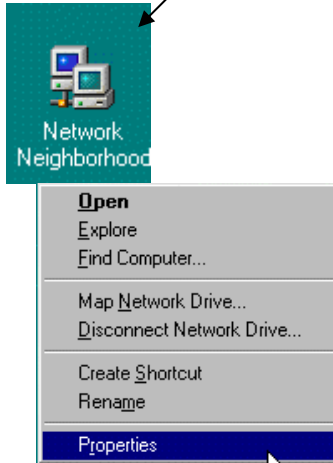 Network
Neighborhood
Open
Explore
Find Computer...
Map Network Drive...
Disconnect Network Drive...
Create Shortcut
Rename
Properties